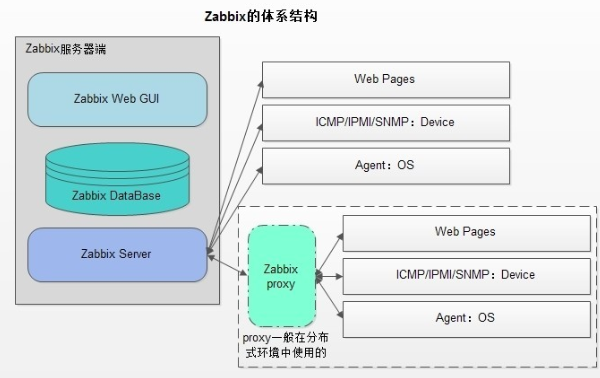 Zabbix的体系结构
Zabbix服务器端
Zabbix Web GUI
Zabbix DataBase
Zabbix Server
Web Pages
ICMP/IPMI/SNMP：Device
Agent：OS
Zabbix
proxy
proxy一般在分布
式环境中使用的
Web Pages
ICMP/IPMI/SNMP：Device
Agent：OS